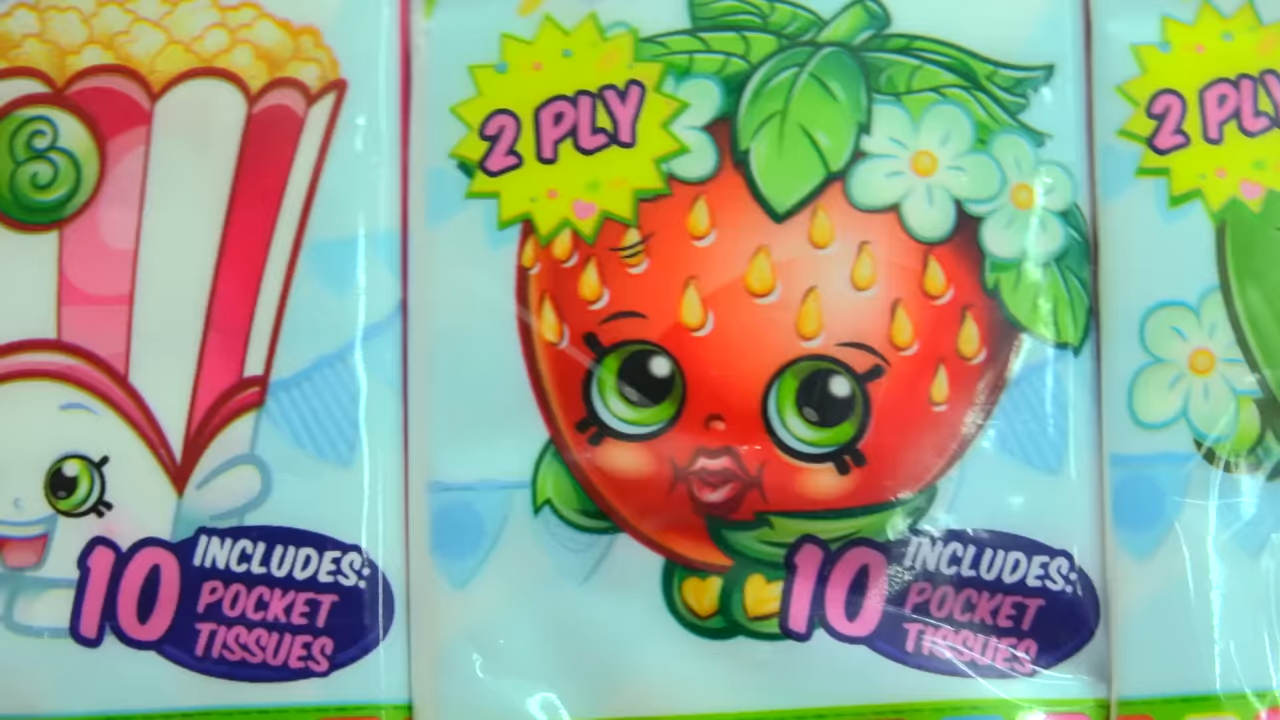 S
2 PLY
2 PLY
10
INCLUDES:
POCKET
TISSUES
10
INCLUDES:
POCKET
TISSUES